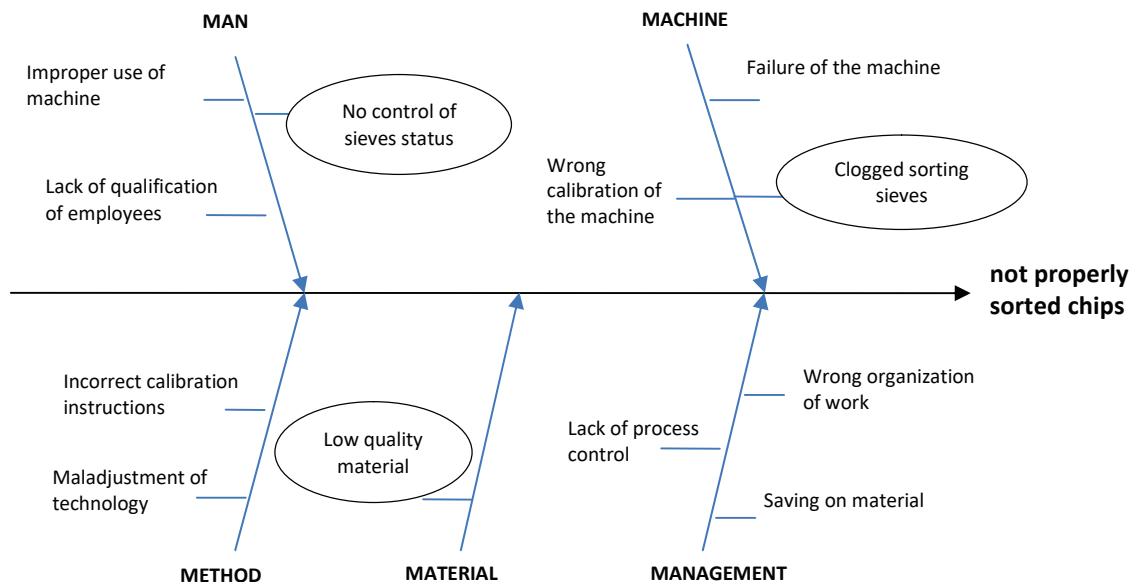 MAN
MACHINE
Improper use of
machine
No control of
sieves status
Failure of the machine
Lack of qualification
of employees
Wrong
calibration of
the machine
Clogged sorting
sieves
not properly
sorted chips
Incorrect calibration
instructions
Maladjustment of
technology
Low quality
material
Wrong organization
of work
Lack of process
control
Saving on material
METHOD
MATERIAL
MANAGEMENT